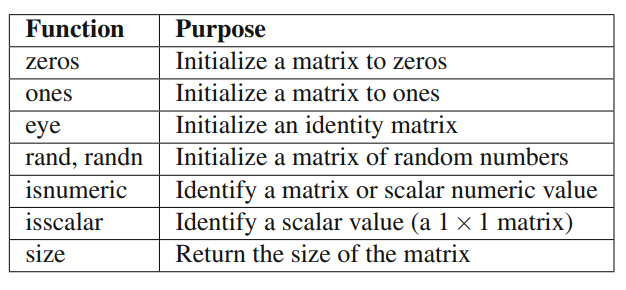 Function Purpose
zeros Initialize a matrix to zeros
ones Initialize a matrix to ones
eye Initialize an identity matrix
rand, randn Initialize a matrix of random numbers
isnumeric Identify a matrix or scalar numeric value
isscalar Identify a scalar value (a 1 × 1 matrix)
size Return the size of the matrix